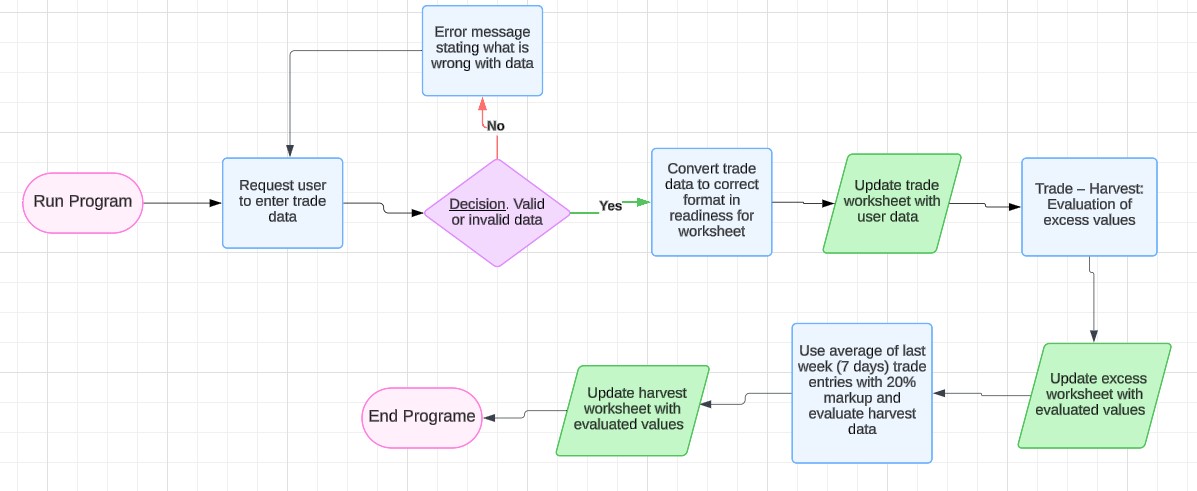 Error message
stating what is
wrong with data
No
Run Program
Request user
to enter trade
data
Decision. Valid
or invalid data
Yes
Convert trade
data to correct
format in
readiness for
worksheet
Update trade
worksheet with
user data
Trade – Harvest:
Evaluation of
excess values
Update excess
worksheet with
evaluated values
Use average of last
week (7 days) trade
entries with 20%
markup and
evaluate harvest
data
Update harvest
worksheet with
evaluated values
End Programe